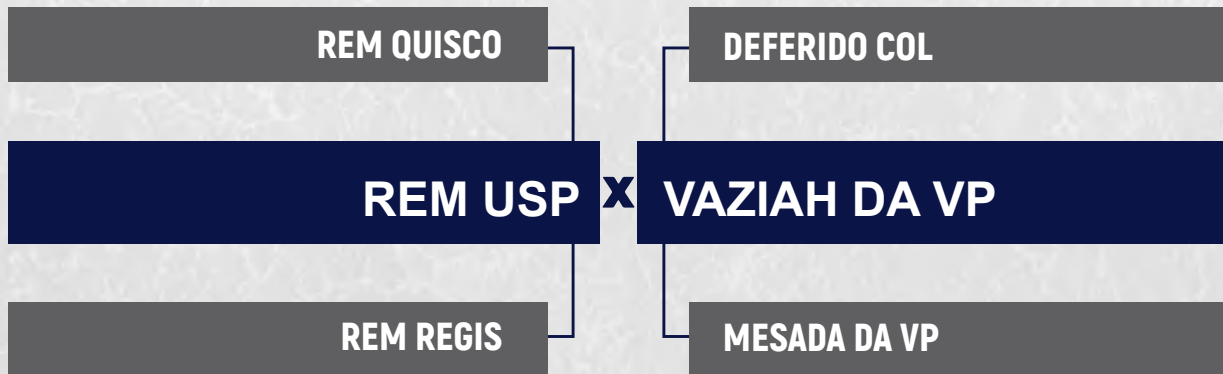 REM QUISCO
DEFERIDO COL
REM USP X VAZIAH DA VP
REM REGIS
MESADA DA VP